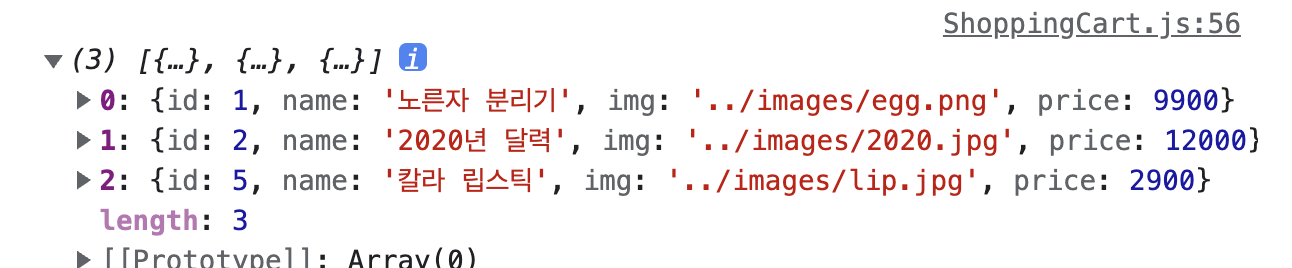 ShoppingCart.js:56
▼(3) [{…}, {…}, {…}] i
▶0: {id: 1, name: '노른자 분리기', img: '../images/egg.png', price: 9900}
▶1: {id: 2, name: '2020년 달력', img: '../images/2020.jpg', price: 12000}
▶2: {id: 5, name: '칼라 립스틱', img: '../images/lip.jpg', price: 2900}
length: 3
▶[[Prototype]]: Array(0)